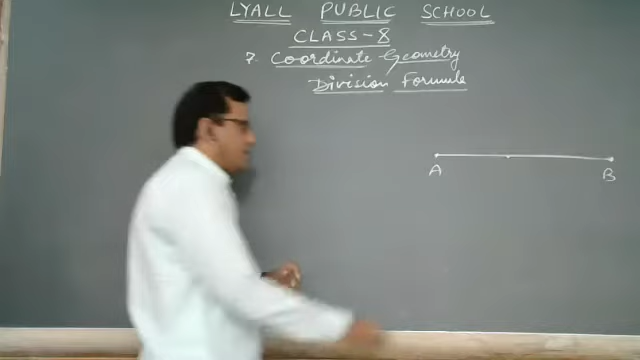 LYALL PUBLIC SCHOOL
CLASS-8
7. Coordinate Geometry
Division Formula
A B